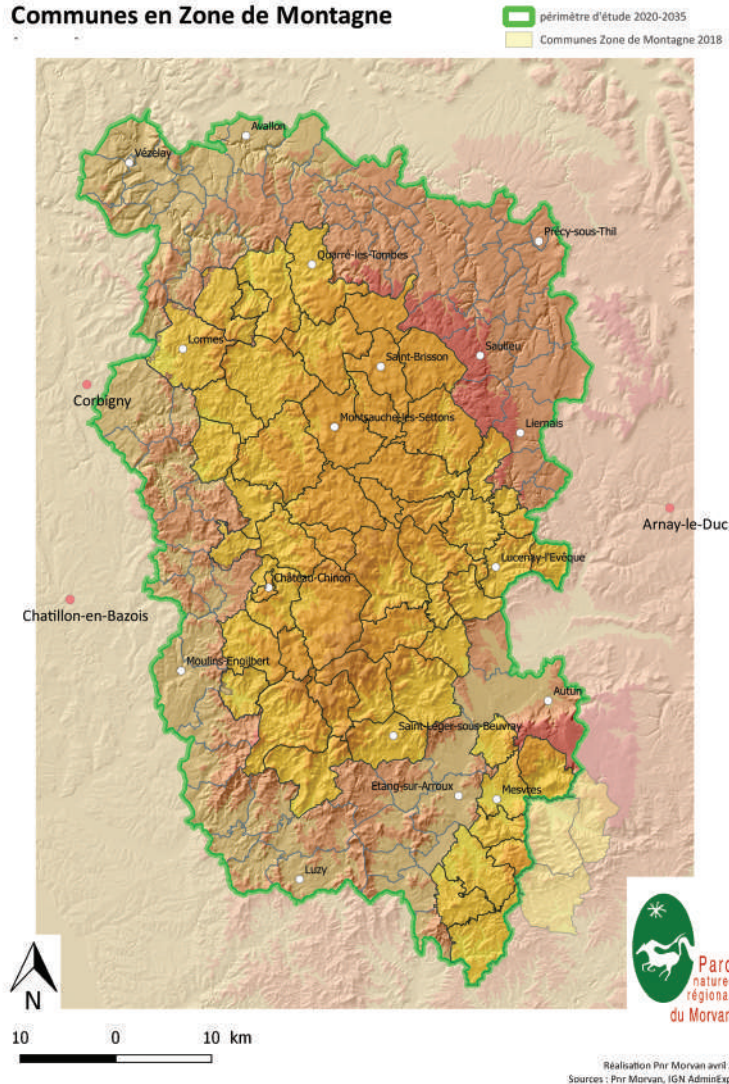 Communes en Zone de Montagne
périmètre d'étude 2020-2035
Communes Zone de Montagne 2018
Avallon
Vézelay
Précy-sous-Thil
Quarré-les-Tombes
Lormes
Saulieu
Saint-Brisson
Corbigny
Montsauche-les-Settons
Liernais
Arnay-le-Duc
Lucenay-l'Evêque
Château-Chinon
Chatillon-en-Bazois
Moulins-Engilbert
Autun
Saint-Léger-sous-Beuvray
Etang-sur-Arroux
Mesvres
Luzy
N
Parc
naturel
régional
du Morvan
10 0 10 km
Réalisation Pnr Morvan avril
Sources : Pnr Morvan, IGN AdminExp